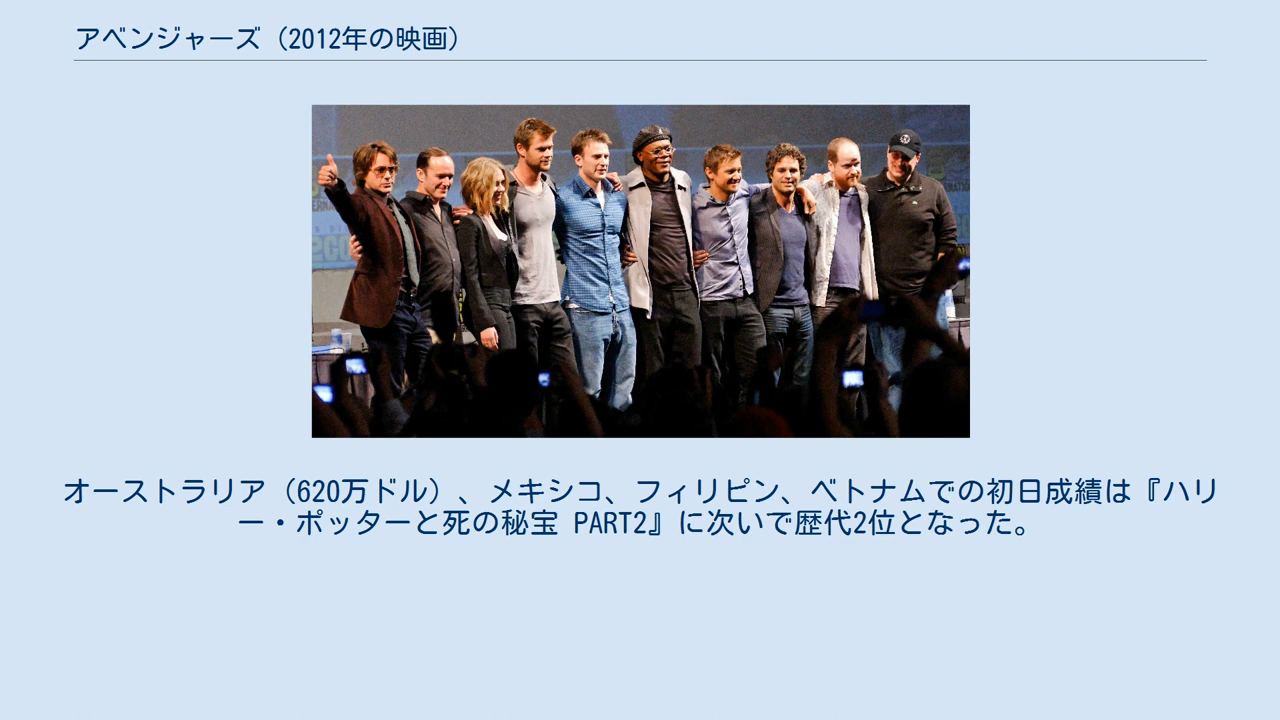 アベンジャーズ（2012年の映画）
オーストラリア（620万ドル）、メキシコ、フィリピン、ベトナムでの初日成績は『ハリ
ー・ポッターと死の秘宝 PART2』に次いで歴代2位となった。